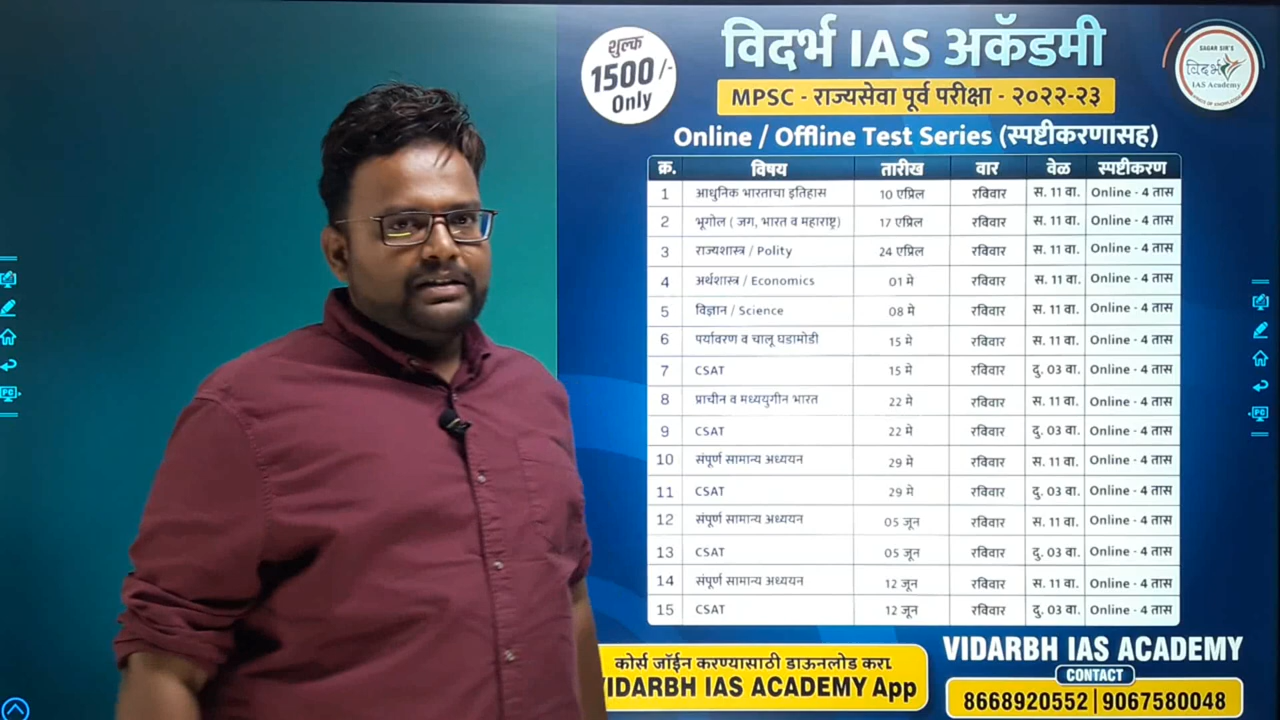 शुल्क
1500/-
Only
विदर्भ IAS अकॅडमी
MPSC - राज्यसेवा पूर्व परीक्षा - २०२२-२३
SAGAR SIR'S
विदर्भ
IAS Academy
Online / Offline Test Series (स्पष्टीकरणासह)
क्र. विषय तारीख वार वेळ स्पष्टीकरण
1 आधुनिक भारताचा इतिहास 10 एप्रिल रविवार स. 11 वा. Online - 4 तास
2 भूगोल ( जग, भारत व महाराष्ट्र) 17 एप्रिल रविवार स. 11 वा. Online - 4 तास
3 राज्यशास्त्र / Polity 24 एप्रिल रविवार स. 11 वा. Online - 4 तास
4 अर्थशास्त्र / Economics 01 मे रविवार स. 11 वा. Online - 4 तास
5 विज्ञान / Science 08 मे रविवार स. 11 वा. Online - 4 तास
6 पर्यावरण व चालू घडामोडी 15 मे रविवार स. 11 वा. Online - 4 तास
7 CSAT 15 मे रविवार दु. 03 वा. Online - 4 तास
8 प्राचीन व मध्ययुगीन भारत 22 मे रविवार स. 11 वा. Online - 4 तास
9 CSAT 22 मे रविवार दु. 03 वा. Online - 4 तास
10 संपूर्ण सामान्य अध्ययन 29 मे रविवार स. 11 वा. Online - 4 तास
11 CSAT 29 मे रविवार दु. 03 वा. Online - 4 तास
12 संपूर्ण सामान्य अध्ययन 05 जून रविवार स. 11 वा. Online - 4 तास
13 CSAT 05 जून रविवार दु. 03 वा. Online - 4 तास
14 संपूर्ण सामान्य अध्ययन 12 जून रविवार स. 11 वा. Online - 4 तास
15 CSAT 12 जून रविवार दु. 03 वा. Online - 4 तास
कोर्स जॉईन करण्यासाठी डाऊनलोड करा.
VIDARBH IAS ACADEMY App
VIDARBH IAS ACADEMY
CONTACT
8668920552 | 9067580048
PC
PC